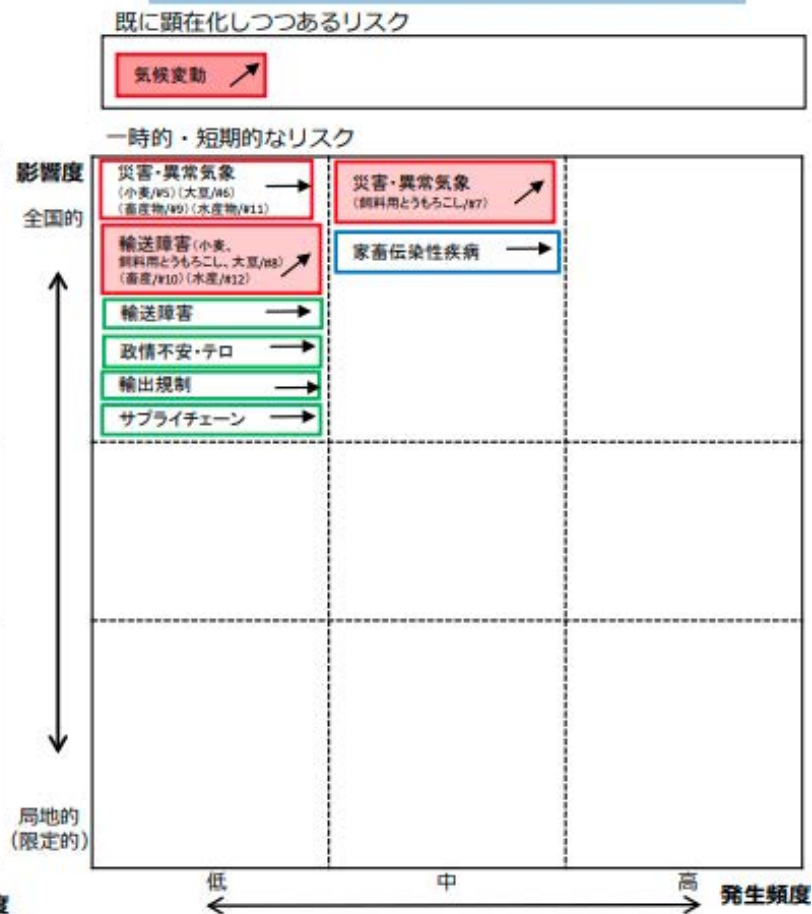 既に顕在化しつつあるリスク
気候変動
一時的・短期的なリスク
影響度
全国的
災害・異常気象
(小麦/#5)(大豆/#6)
(畜産物/#9)(水産物/#11)
災害・異常気象
(飼料用とうもろこし/#7)
輸送障害(小麦、
飼料用とうもろこし、大豆/#8)
(畜産/#10)(水産/#12)
家畜伝染性疾病
輸送障害
政情不安・テロ
輸出規制
サプライチェーン
局地的
(限定的)
低
中
高
発生頻度
度